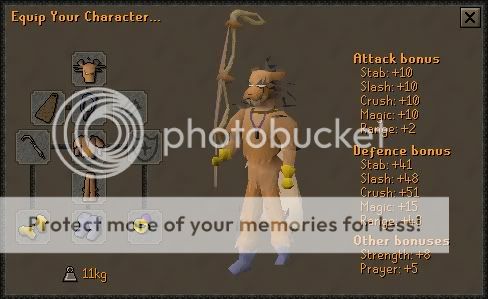 Equip Your Character...
Attack bonus
Stab: +10
Slash: +10
Crush: +10
Magic: +10
Range: +2
Defence bonus
Stab: +41
Slash: +48
Crush: +51
Magic: +15
Other bonuses
Strength: +8
Prayer: +5
11kg
photobucket
Protect more of your memories for less!